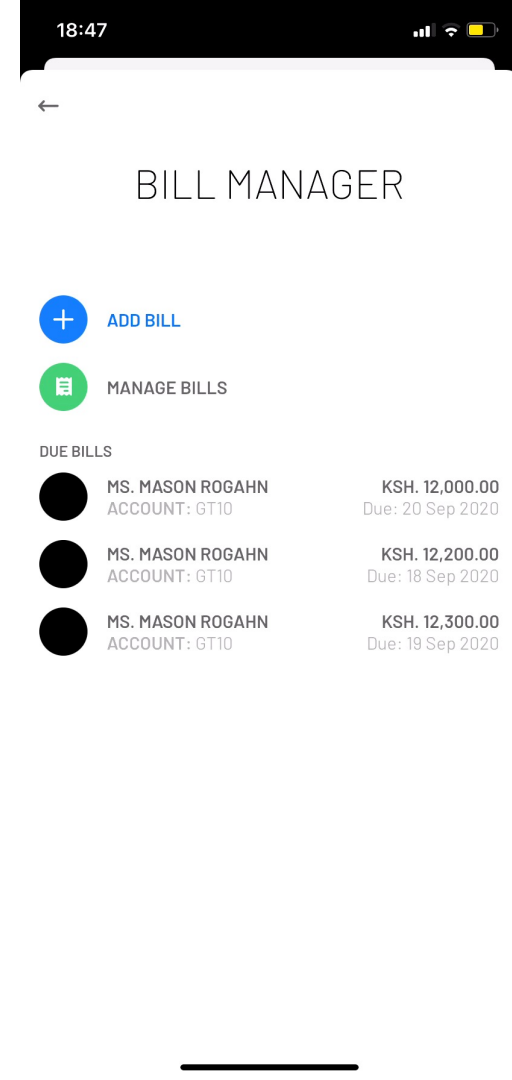 18:47
BILL MANAGER
ADD BILL
MANAGE BILLS
DUE BILLS
MS. MASON ROGAHN KSH. 12,000.00
ACCOUNT: GT10 Due: 20 Sep 2020
MS. MASON ROGAHN KSH. 12,200.00
ACCOUNT: GT10 Due: 18 Sep 2020
MS. MASON ROGAHN KSH. 12,300.00
ACCOUNT: GT10 Due: 19 Sep 2020